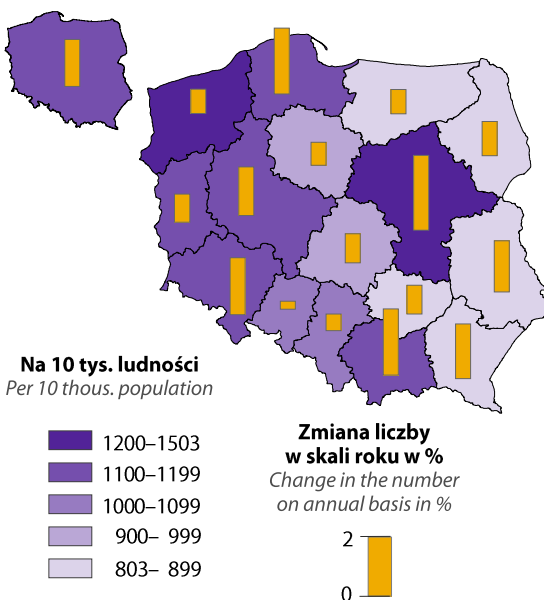 Na 10 tys. ludności
Per 10 thous. population
1200–1503
1100–1199
1000–1099
900– 999
803– 899
Zmiana liczby
w skali roku w %
Change in the number
on annual basis in %
2
0